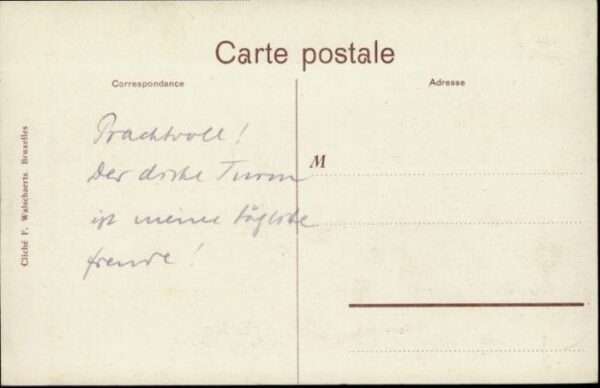 Carte postale
Correspondance
Adresse
Cliché F. Walschaerts. Bruxelles
M
Prachtvoll!
Der dicke Turm
ist meine tägliche
Freude!